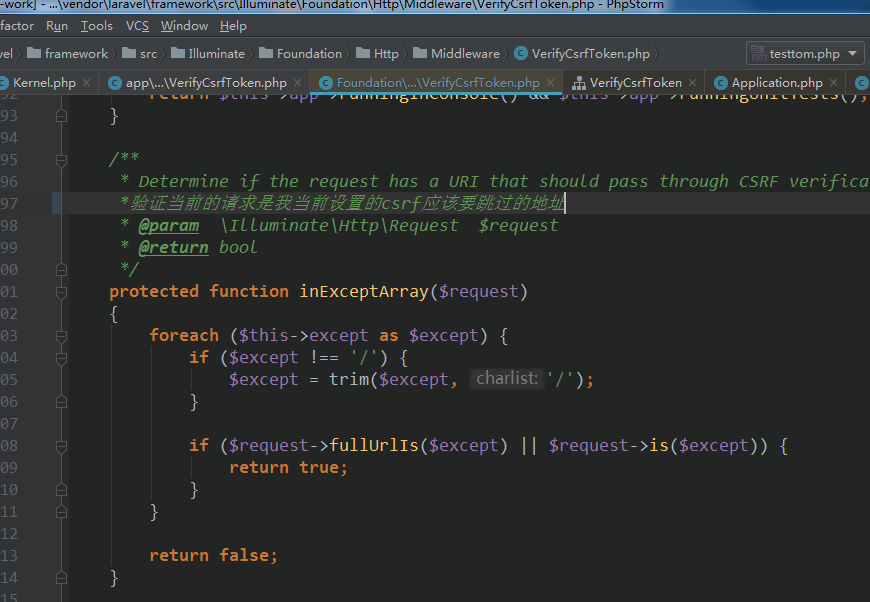 -work] - ...\vendor\laravel\framework\src\Illuminate\Foundation\Http\Middleware\VerifyCsrfToken.php - PhpStorm
factor Run Tools VCS Window Help
vel framework src Illuminate Foundation Http Middleware VerifyCsrfToken.php testtom.php
Kernel.php × app\...\VerifyCsrfToken.php × Foundation\...\VerifyCsrfToken.php × VerifyCsrfToken × Application.php ×
92 return $this->app->runningInConsole() && $this->app->runningUnitTests();
93 }
94
95 /**
96 * Determine if the request has a URI that should pass through CSRF verifica
97 *验证当前的请求是我当前设置的csrf应该要跳过的地址
98 * @param \Illuminate\Http\Request $request
99 * @return bool
00 */
01 protected function inExceptArray($request)
02 {
03 foreach ($this->except as $except) {
04 if ($except !== '/') {
05 $except = trim($except, charlist: '/');
06 }
07
08 if ($request->fullUrlIs($except) || $request->is($except)) {
09 return true;
10 }
11 }
12
13 return false;
14 }
15